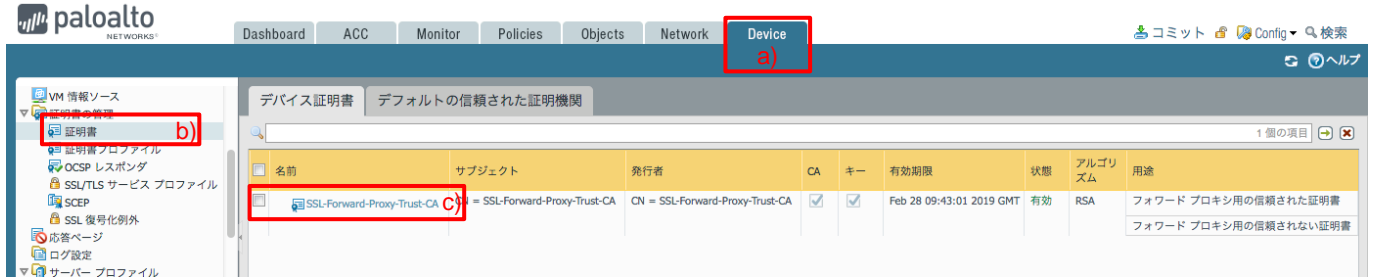 paloalto
NETWORKS®
Dashboard ACC Monitor Policies Objects Network Device
a)
コミット Config 検索
ヘルプ
VM 情報ソース
証明書の管理
証明書 b)
証明書プロファイル
OCSP レスポンダ
SSL/TLS サービス プロファイル
SCEP
SSL 復号化例外
応答ページ
ログ設定
サーバー プロファイル
デバイス証明書 デフォルトの信頼された証明機関
1 個の項目
名前 サブジェクト 発行者 CA キー 有効期限 状態 アルゴリズム 用途
SSL-Forward-Proxy-Trust-CA c) CN = SSL-Forward-Proxy-Trust-CA CN = SSL-Forward-Proxy-Trust-CA Feb 28 09:43:01 2019 GMT 有効 RSA フォワード プロキシ用の信頼された証明書
フォワード プロキシ用の信頼されない証明書